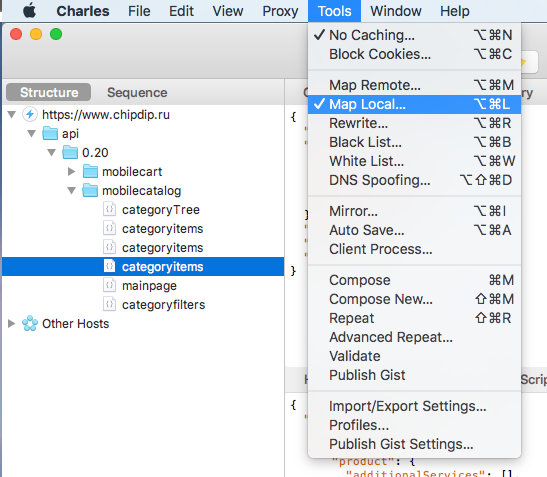 Charles File Edit View Proxy Tools Window Help
Structure Sequence
https://www.chipdip.ru
api
0.20
mobilecart
mobilecatalog
categoryTree
categoryitems
categoryitems
categoryitems
mainpage
categoryfilters
Other Hosts
✓ No Caching... ⌥⌘N
Block Cookies... ⌥⌘C
Map Remote... ⌥⌘M
✓ Map Local... ⌥⌘L
Rewrite... ⌥⌘R
Black List... ⌥⌘B
White List... ⌥⌘W
DNS Spoofing... ⌥⇧⌘D
Mirror... ⌥⌘I
Auto Save... ⌥⌘A
Client Process...
Compose ⌘M
Compose New... ⇧⌘M
Repeat ⇧⌘R
Advanced Repeat...
Validate
Publish Gist
Import/Export Settings...
Profiles...
Publish Gist Settings...
{
}
{
"product": {
"additionalServices": [],